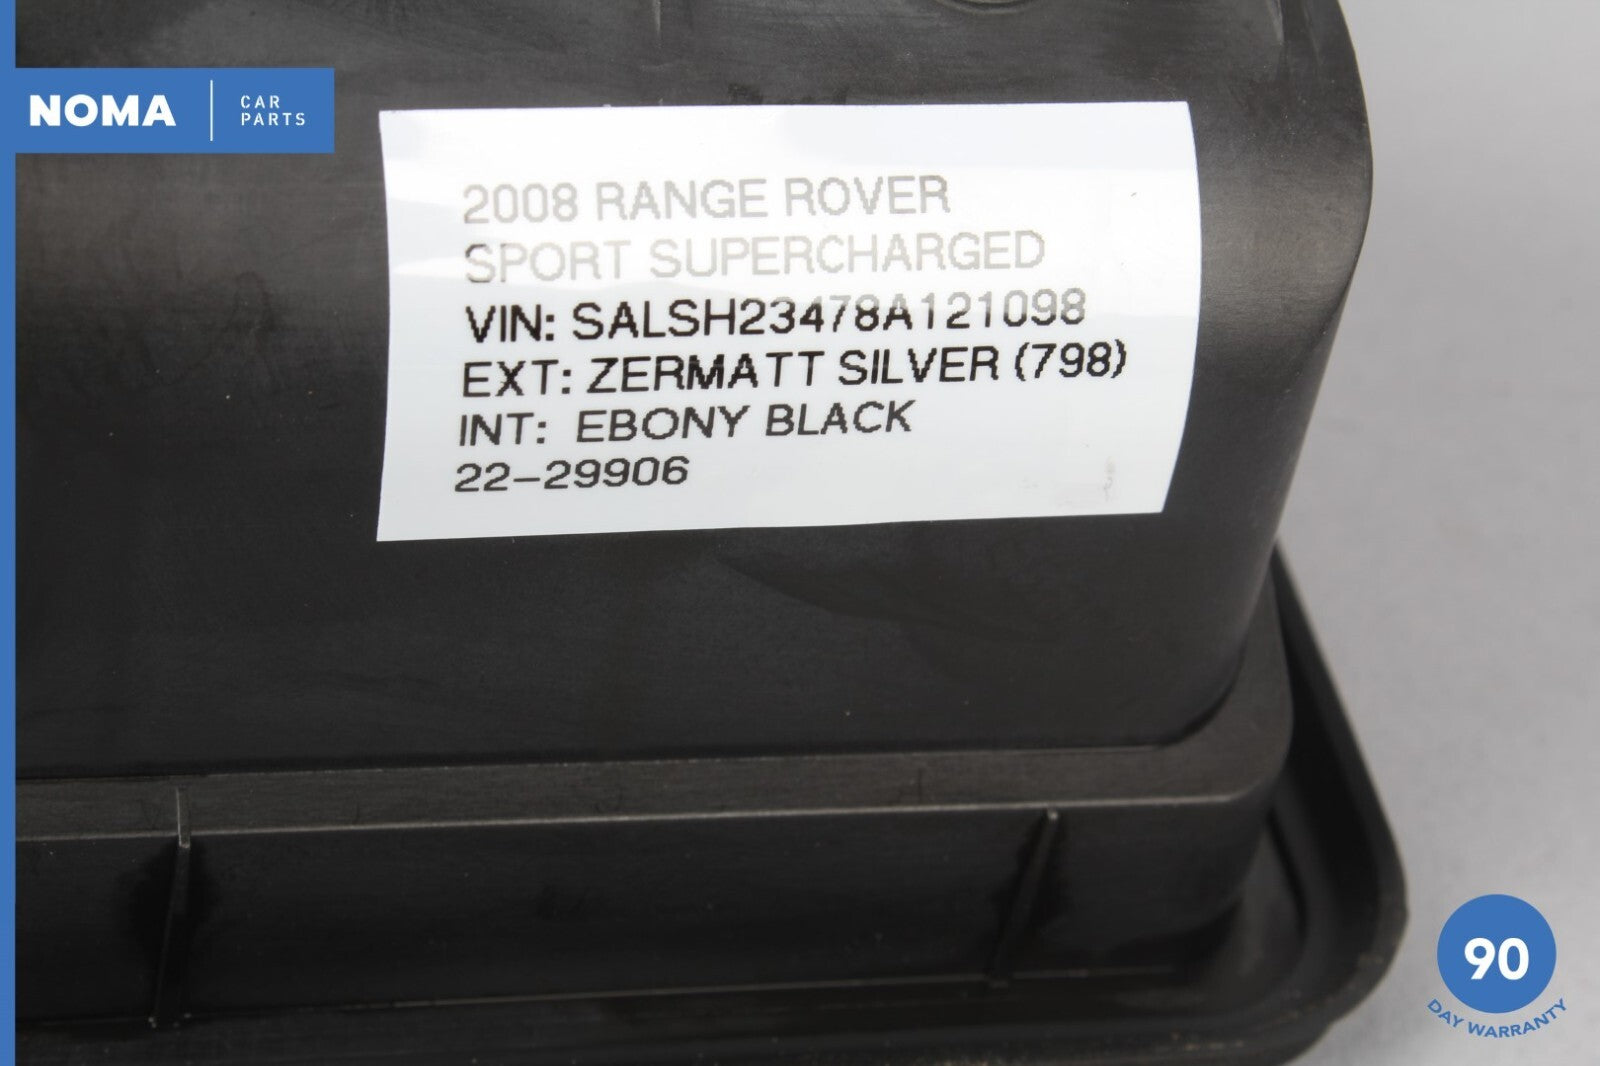 NOMA
CAR
PARTS
2008 RANGE ROVER
SPORT SUPERCHARGED
VIN: SALSH23478A121098
EXT: ZERMATT SILVER (798)
INT: EBONY BLACK
22-29906
90
DAY WARRANTY